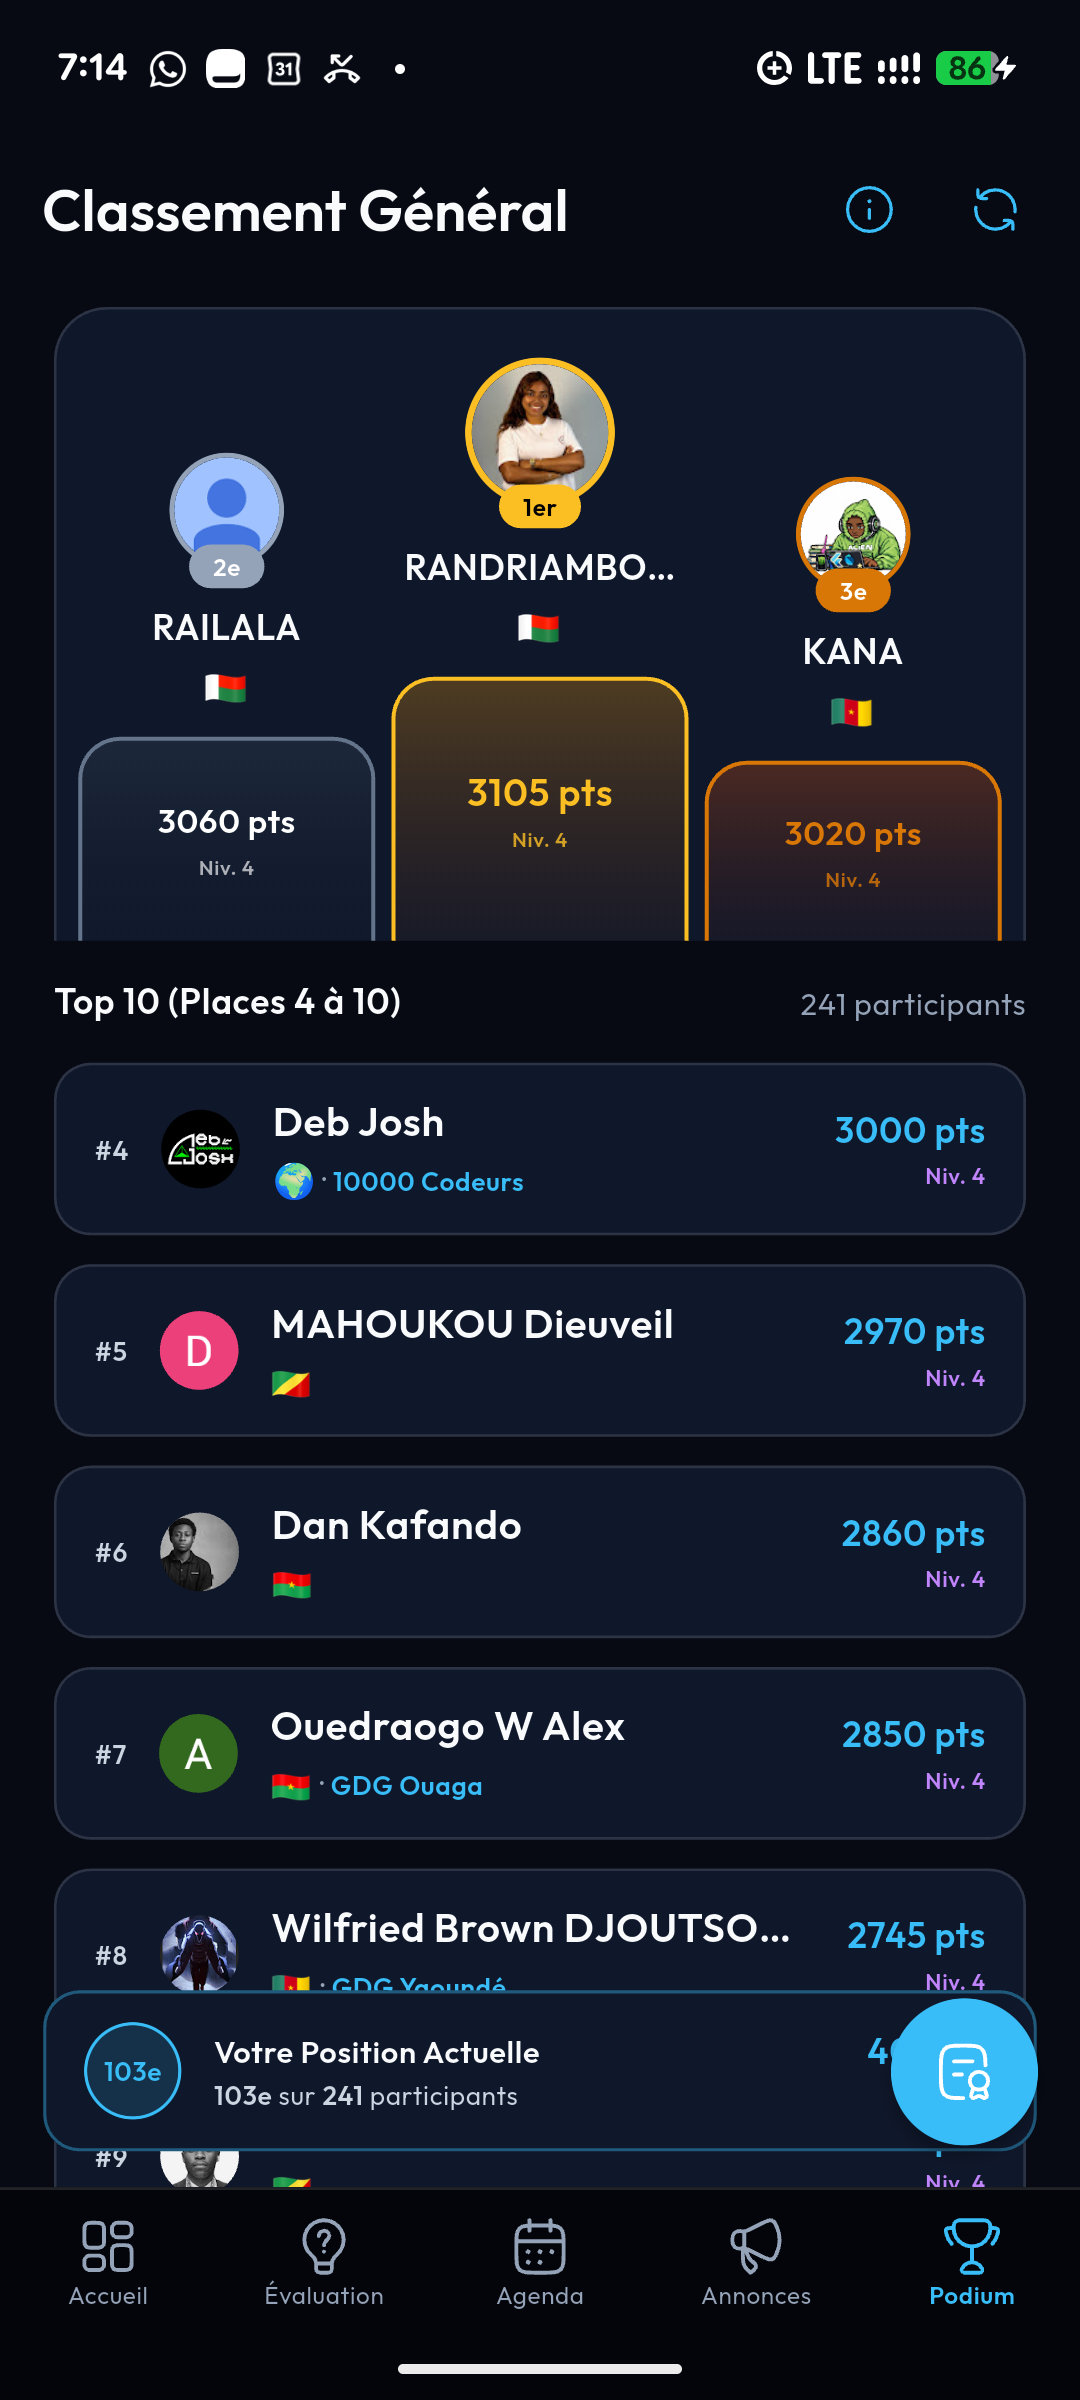 7:14
31
LTE
86
Classement Général
1er
2e
RANDRIAMBO...
3e
RAILALA
KANA
3105 pts
3060 pts
3020 pts
Niv. 4
Niv. 4
Niv. 4
Top 10 (Places 4 à 10)
241 participants
#4
Deb Josh
3000 pts
· 10000 Codeurs
Niv. 4
#5
D
MAHOUKOU Dieuveil
2970 pts
Niv. 4
#6
Dan Kafando
2860 pts
Niv. 4
#7
A
Ouedraogo W Alex
2850 pts
· GDG Ouaga
Niv. 4
#8
Wilfried Brown DJOUTSO...
2745 pts
· GDG Yaoundé
Niv. 4
103e
Votre Position Actuelle
103e sur 241 participants
#9
Niv. 4
Accueil
Évaluation
Agenda
Annonces
Podium